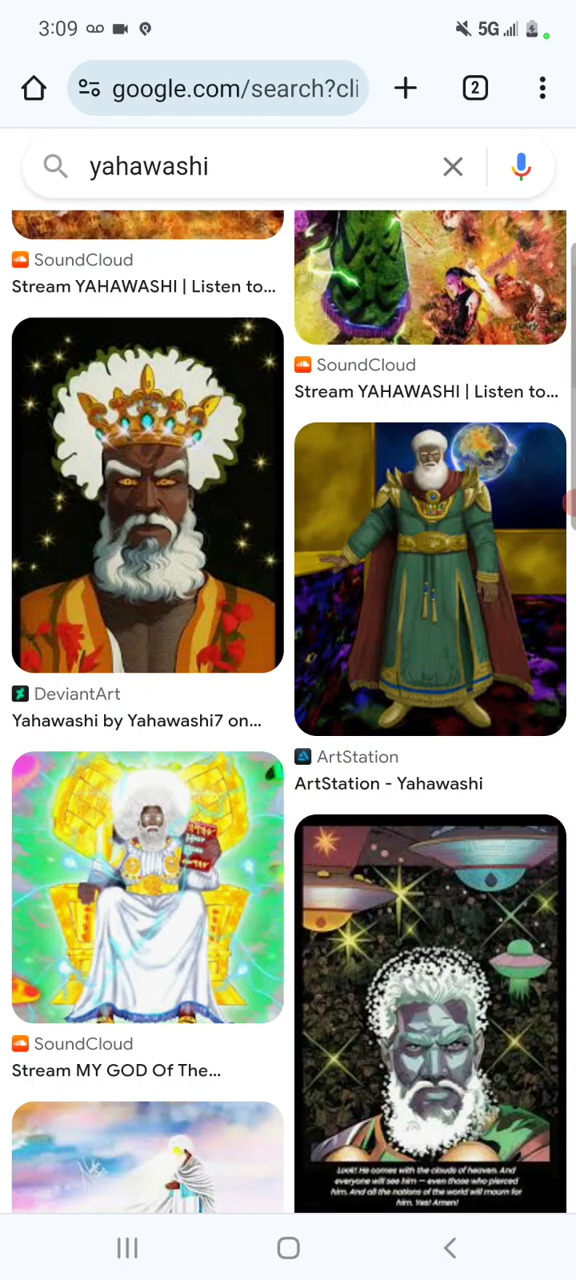 3:09
5G
google.com/search?cli
2
yahawashi
SoundCloud
Stream YAHAWASHI | Listen to...
SoundCloud
Stream YAHAWASHI | Listen to...
DeviantArt
Yahawashi by Yahawashi7 on...
ArtStation
ArtStation - Yahawashi
SoundCloud
Stream MY GOD Of The...
Look! He comes with the clouds of heaven. And
everyone will see him — even those who pierced
him. And all the nations of the world will mourn for
him. Yes! Amen!